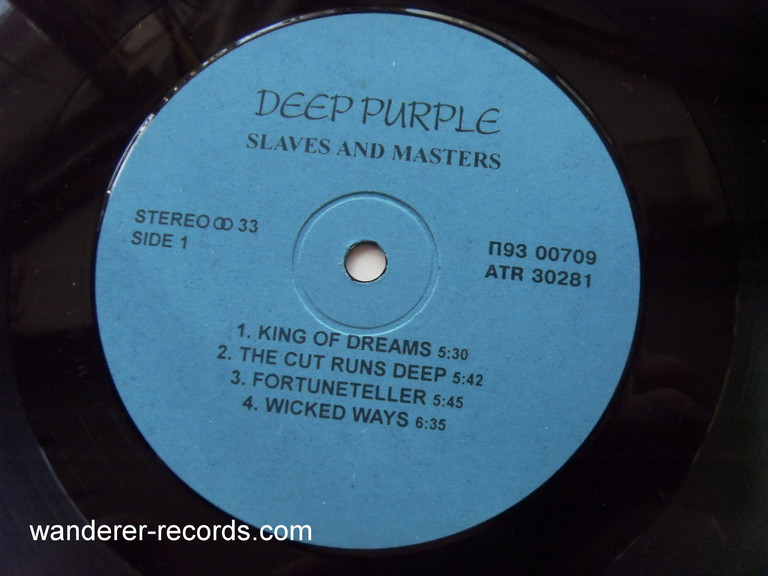 DEEP PURPLE
SLAVES AND MASTERS
STEREO ꝏ 33
SIDE 1
П93 00709
ATR 30281
1. KING OF DREAMS 5:30
2. THE CUT RUNS DEEP 5:42
3. FORTUNETELLER 5:45
4. WICKED WAYS 6:35
wanderer-records.com